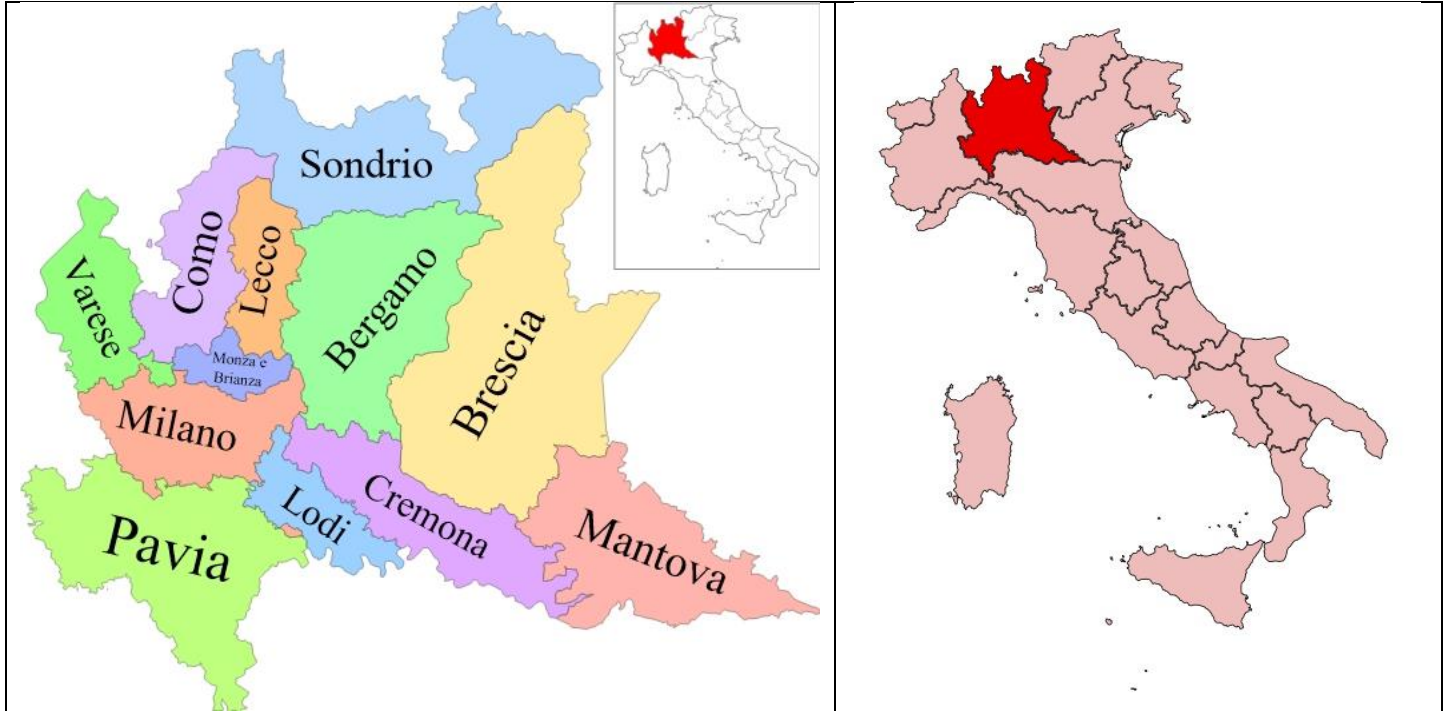 Sondrio
Como
Lecco
Varese
Bergamo
Brescia
Monza e
Brianza
Milano
Lodi
Cremona
Pavia
Mantova